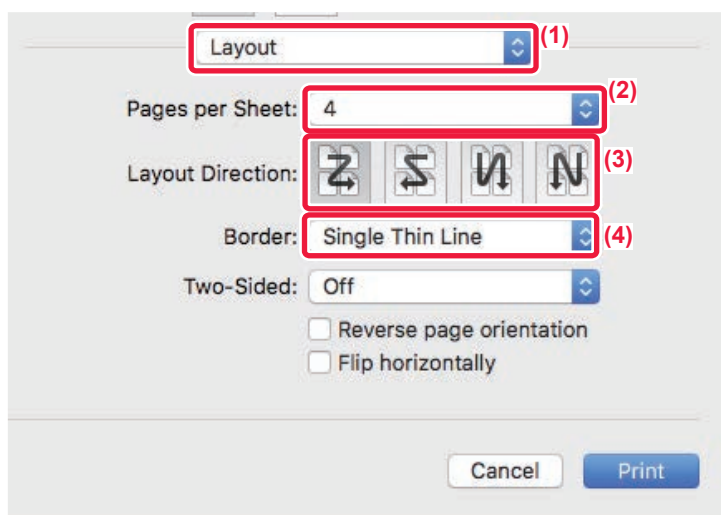 Layout (1)
Pages per Sheet: 4 (2)
Layout Direction: (3)
Border: Single Thin Line (4)
Two-Sided: Off
Reverse page orientation
Flip horizontally
Cancel Print